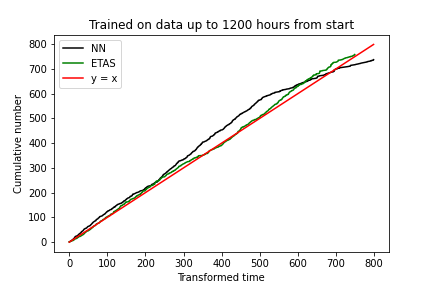 Trained on data up to 1200 hours from start
800
700
600
500
400
300
200
100
0
Cumulative number
NN
ETAS
y = x
0 100 200 300 400 500 600 700 800
Transformed time